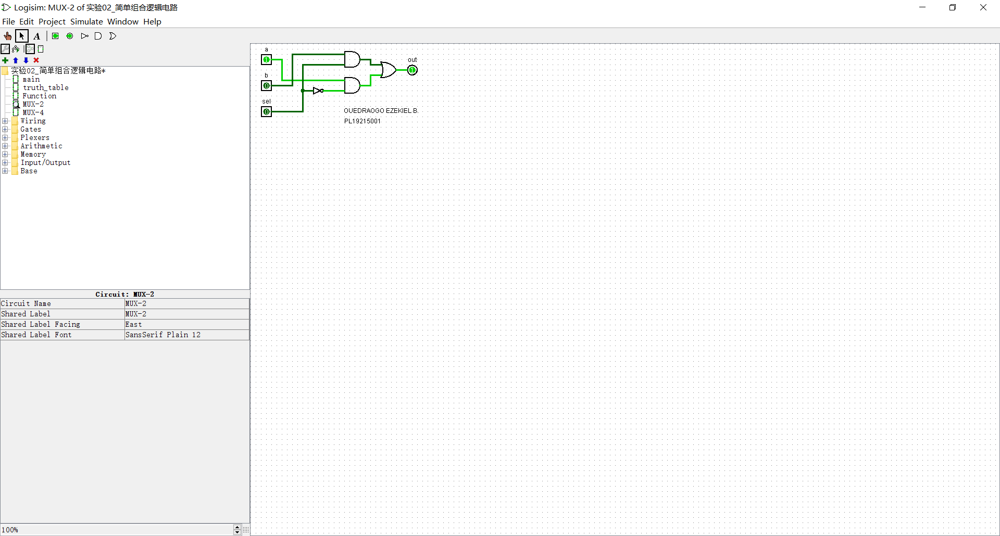 Logisim: MUX-2 of 实验02_简单组合逻辑电路
File Edit Project Simulate Window Help
A
实验02_简单组合逻辑电路*
main
truth_table
Function
MUX-2
MUX-4
Wiring
Gates
Plexers
Arithmetic
Memory
Input/Output
Base
Circuit: MUX-2
Circuit Name MUX-2
Shared Label MUX-2
Shared Label Facing East
Shared Label Font SansSerif Plain 12
100%
a
1
b
0
sel
0
out
1
OUEDRAOGO EZEKIEL B.
PL19215001